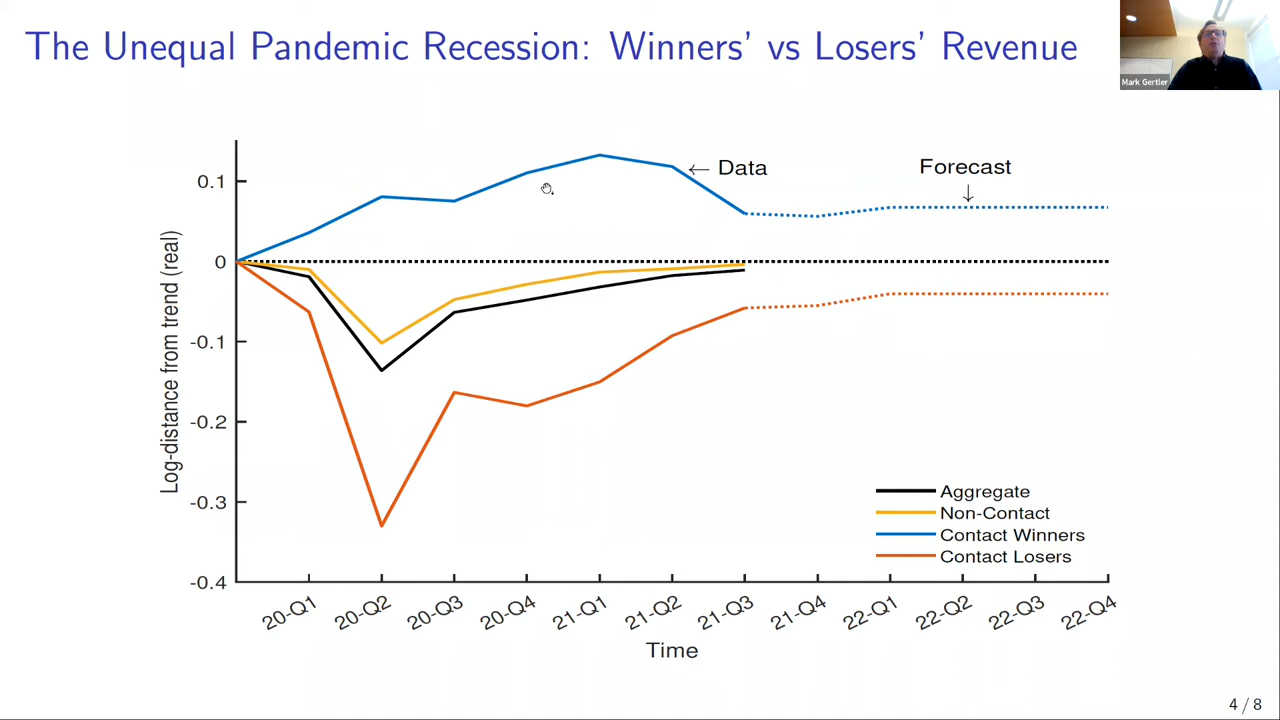 The Unequal Pandemic Recession: Winners' vs Losers' Revenue
Mark Gertler
← Data
Forecast
↓
0.1
0
-0.1
-0.2
-0.3
-0.4
Log-distance from trend (real)
Aggregate
Non-Contact
Contact Winners
Contact Losers
20-Q1 20-Q2 20-Q3 20-Q4 21-Q1 21-Q2 21-Q3 21-Q4 22-Q1 22-Q2 22-Q3 22-Q4
Time
4 / 8